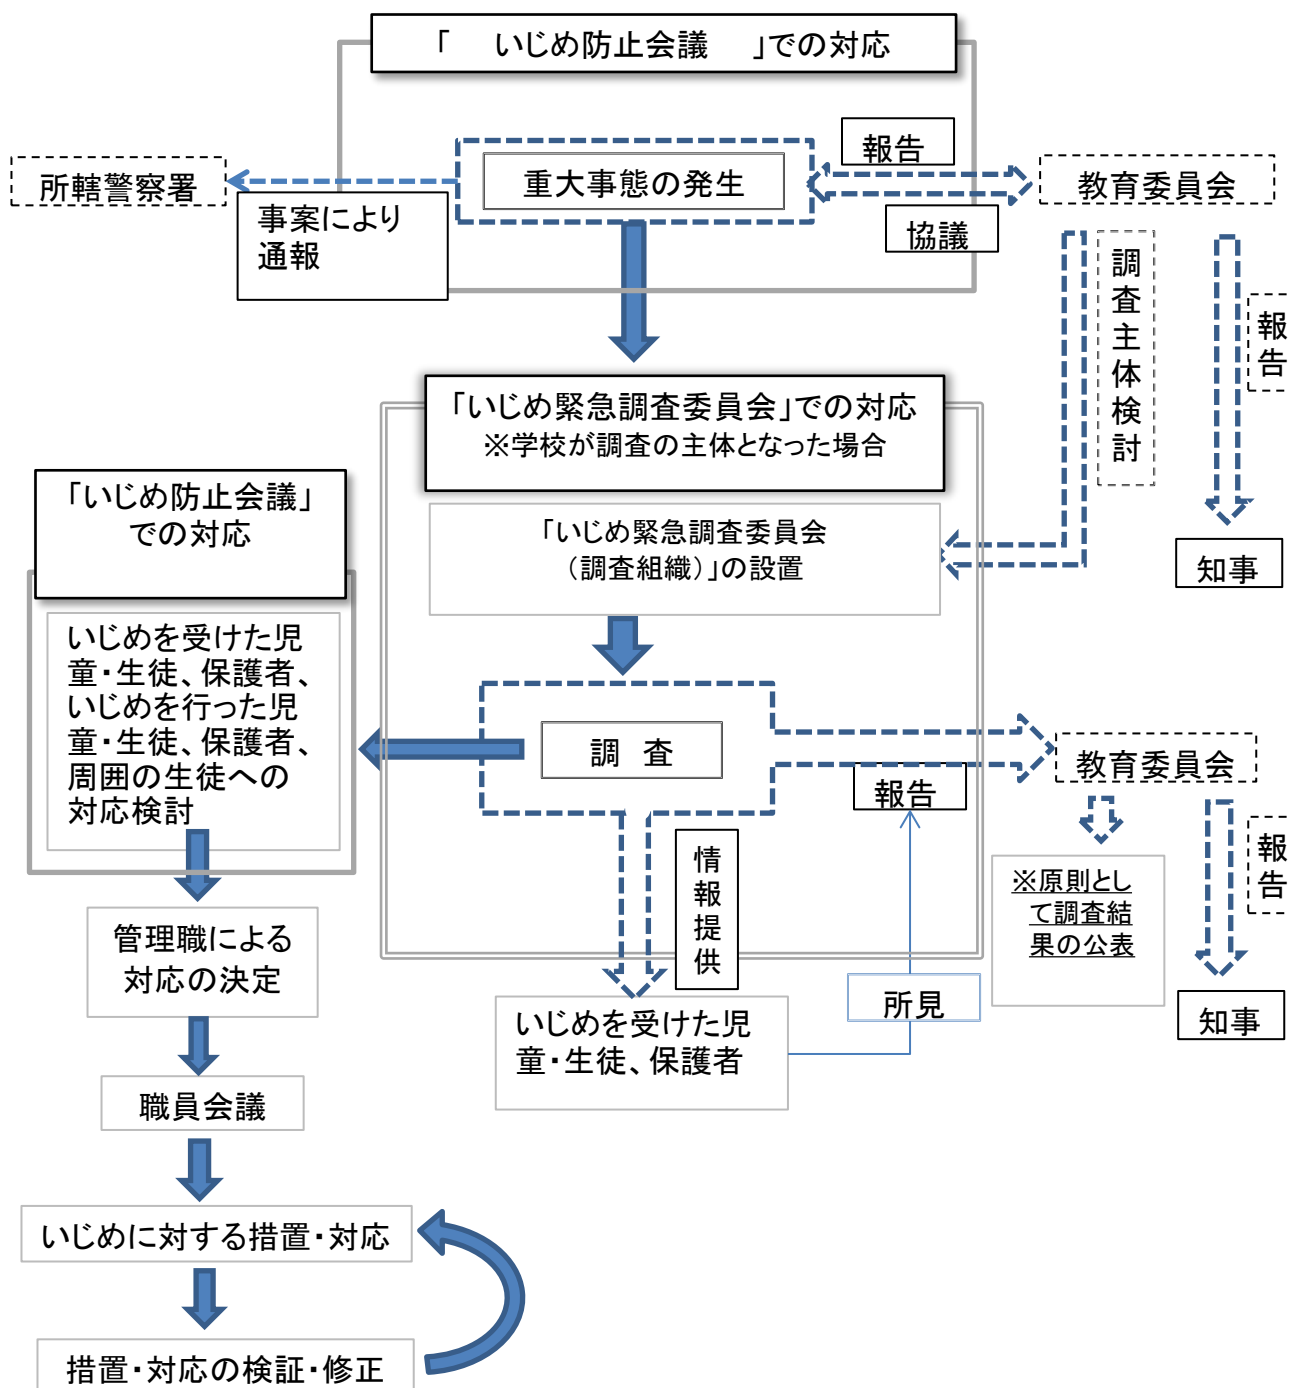 「　いじめ防止会議　」での対応
報告
重大事態の発生
所轄警察署
教育委員会
事案により
通報
協議
調査主体検討
報告
「いじめ緊急調査委員会」での対応
※学校が調査の主体となった場合
「いじめ防止会議」
での対応
「いじめ緊急調査委員会
（調査組織）」の設置
知事
いじめを受けた児
童・生徒、保護者、
いじめを行った児
童・生徒、保護者、
周囲の生徒への
対応検討
調　査
教育委員会
報告
情報提供
報告
※原則とし
て調査結
果の公表
管理職による
対応の決定
所見
知事
いじめを受けた児
童・生徒、保護者
職員会議
いじめに対する措置・対応
措置・対応の検証・修正